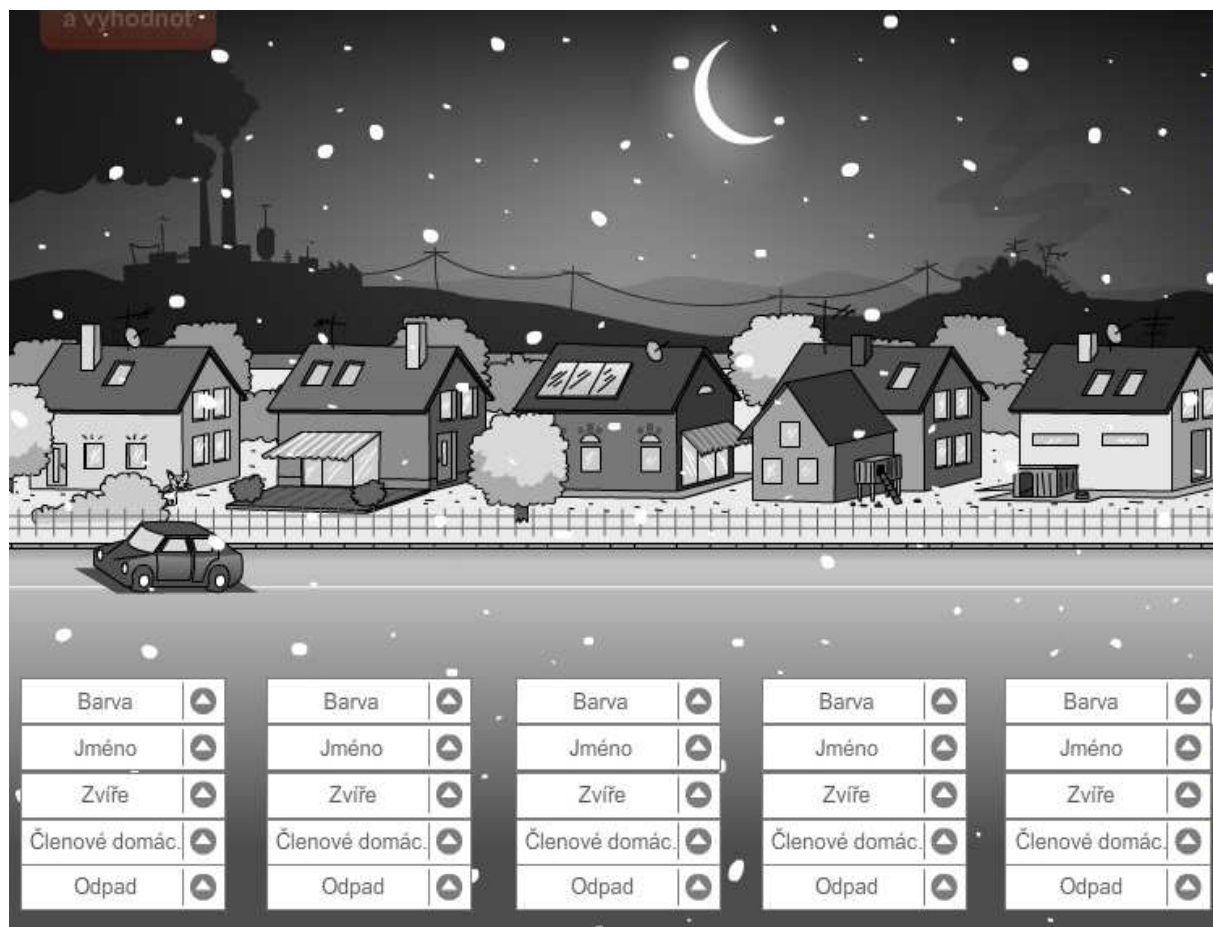 a vyhodnoť
Barva Barva Barva Barva Barva
Jméno Jméno Jméno Jméno Jméno
Zvíře Zvíře Zvíře Zvíře Zvíře
Členové domác. Členové domác. Členové domác. Členové domác. Členové domác.
Odpad Odpad Odpad Odpad Odpad